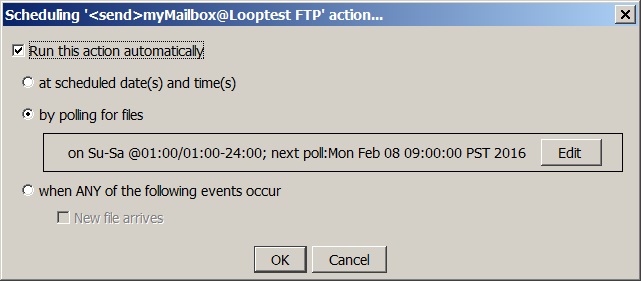 Scheduling '<send>myMailbox@Looptest FTP' action...
Run this action automatically
at scheduled date(s) and time(s)
by polling for files
on Su-Sa @01:00/01:00-24:00; next poll:Mon Feb 08 09:00:00 PST 2016 Edit
when ANY of the following events occur
New file arrives
OK Cancel